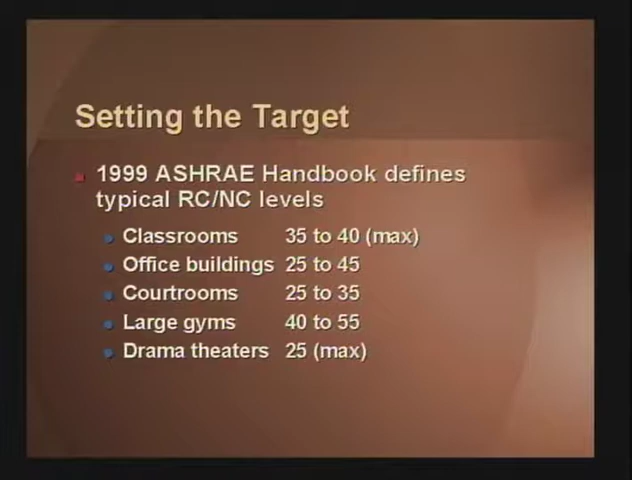 Setting the Target
1999 ASHRAE Handbook defines
typical RC/NC levels
Classrooms 35 to 40 (max)
Office buildings 25 to 45
Courtrooms 25 to 35
Large gyms 40 to 55
Drama theaters 25 (max)